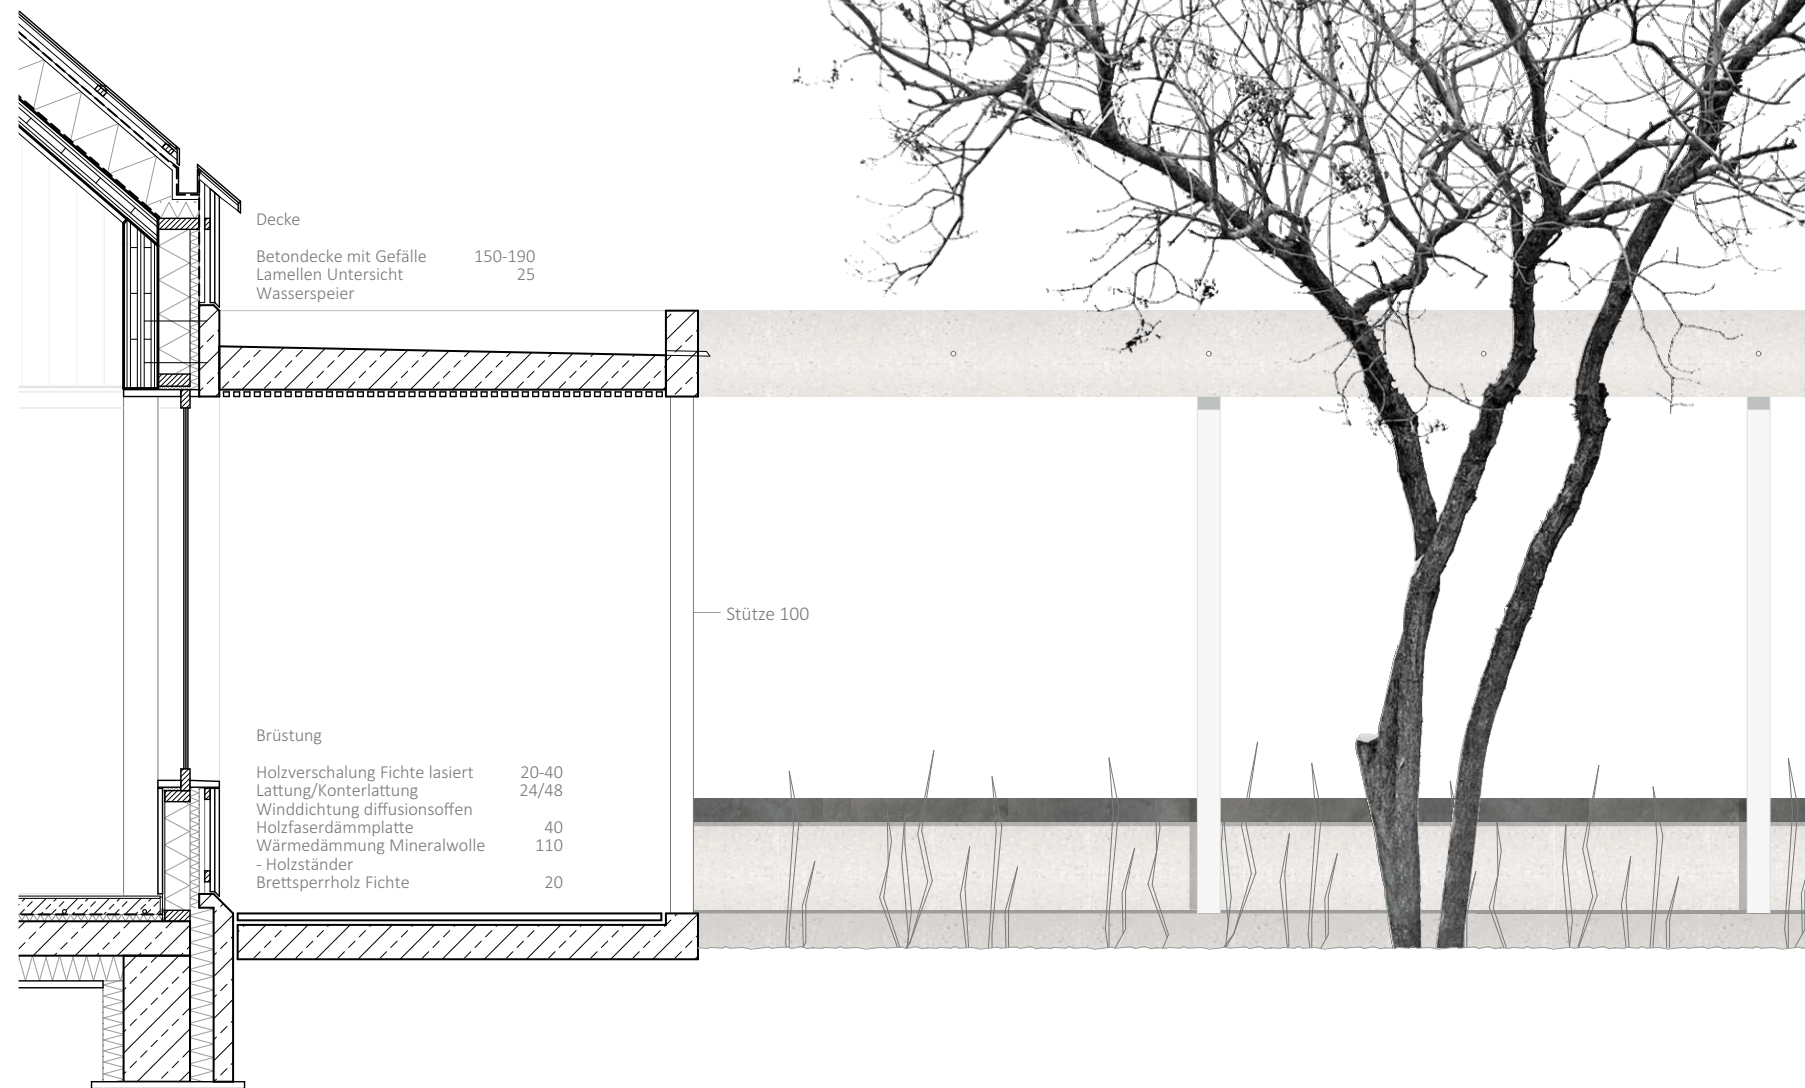 Decke
Betondecke mit Gefälle 150-190
Lamellen Untersicht 25
Wasserspeier
Stütze 100
Brüstung
Holzverschalung Fichte lasiert 20-40
Lattung/Konterlattung 24/48
Winddichtung diffusionsoffen
Holzfaserdämmplatte 40
Wärmedämmung Mineralwolle 110
- Holzständer
Brettsperrholz Fichte 20